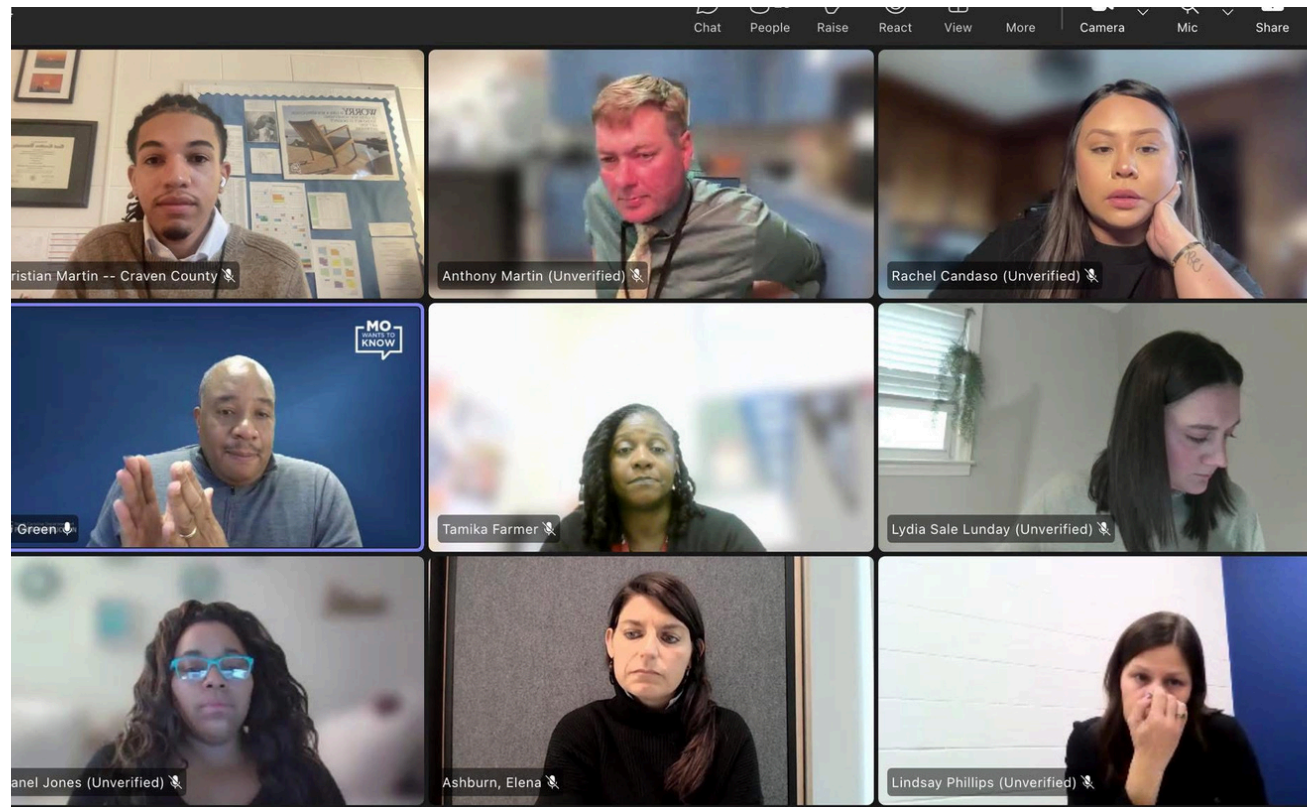 Chat People Raise React View More Camera Mic Share
WORRY
ristian Martin -- Craven County
Anthony Martin (Unverified)
Rachel Candaso (Unverified)
MO
WANTS TO
KNOW
Green
Tamika Farmer
Lydia Sale Lunday (Unverified)
anel Jones (Unverified)
Ashburn, Elena
Lindsay Phillips (Unverified)